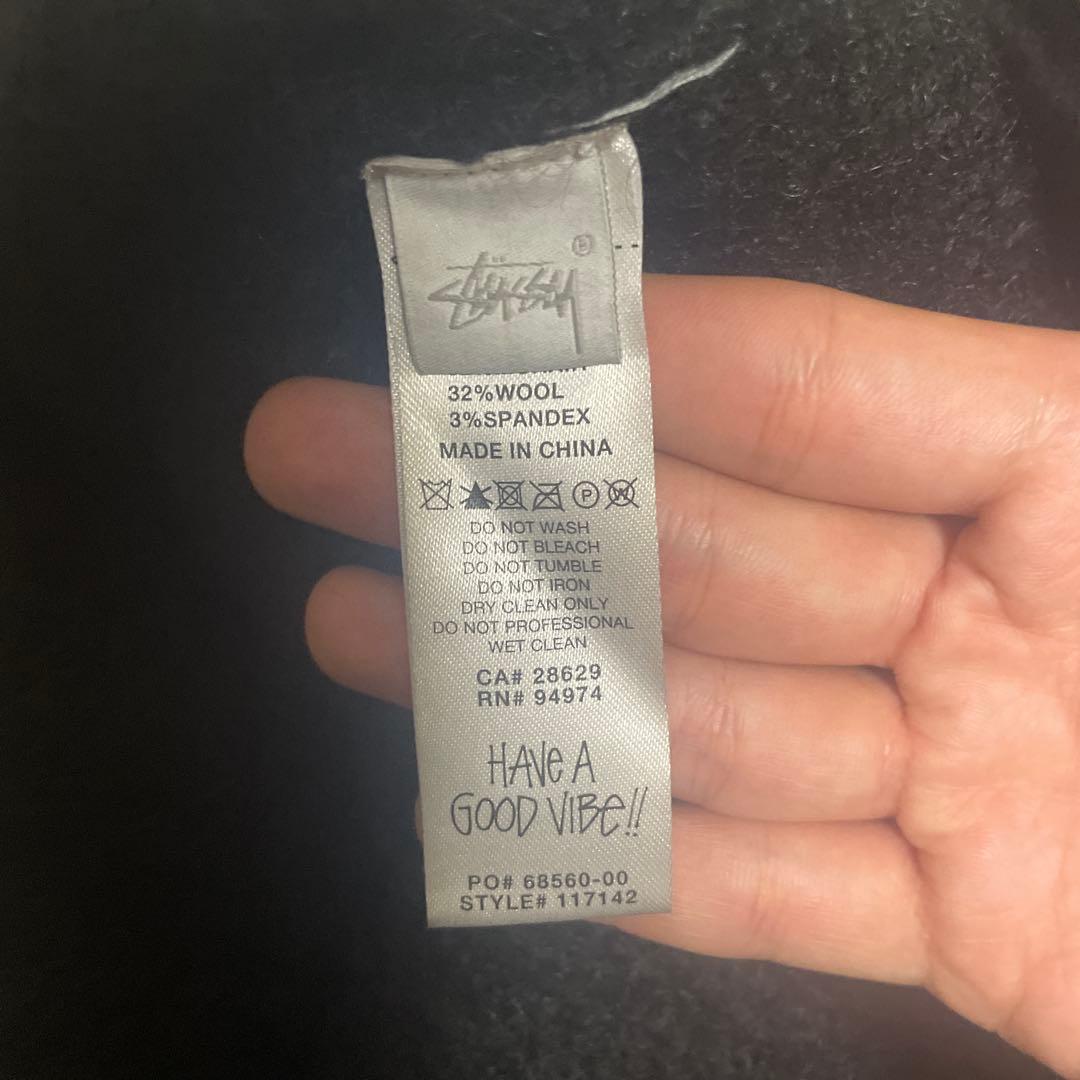 STÜSSY
32%WOOL
3%SPANDEX
MADE IN CHINA
P W
DO NOT WASH
DO NOT BLEACH
DO NOT TUMBLE
DO NOT IRON
DRY CLEAN ONLY
DO NOT PROFESSIONAL
WET CLEAN
CA# 28629
RN# 94974
HAVE A
GOOD VIBE!!
PO# 68560-00
STYLE# 117142